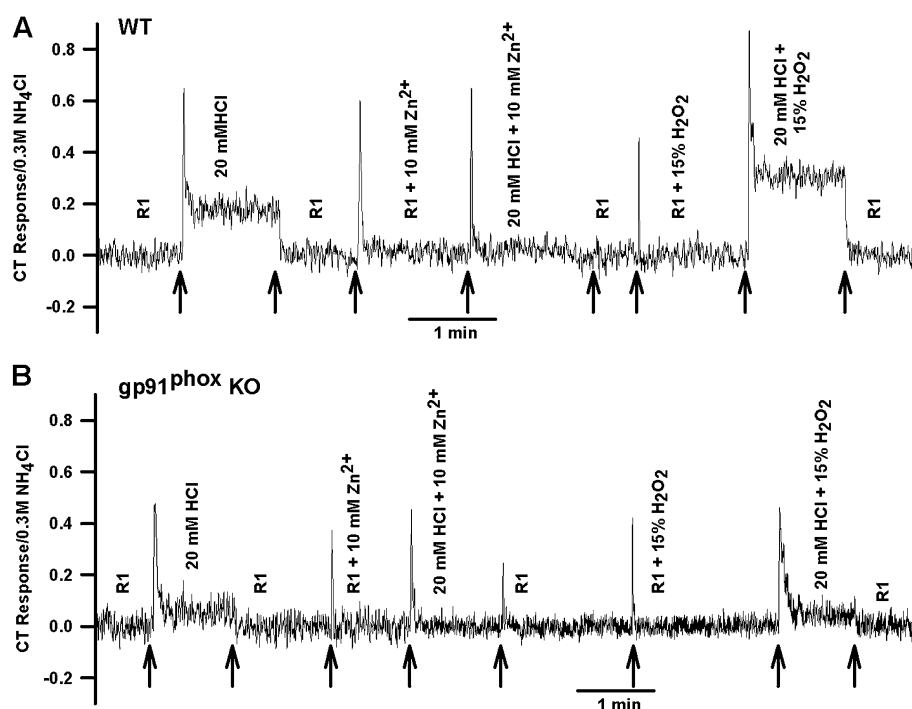 A
WT
CT Response/0.3M NH4Cl
0.8
0.6
0.4
0.2
0.0
-0.2
R1
20 mMHCl
R1
R1 + 10 mM Zn2+
20 mM HCl + 10 mM Zn2+
R1
R1 + 15% H2O2
20 mM HCl +
15% H2O2
R1
1 min
B
gp91phox KO
CT Response/0.3M NH4Cl
0.8
0.6
0.4
0.2
0.0
-0.2
R1
20 mM HCl
R1
R1 + 10 mM Zn2+
20 mM HCl + 10 mM Zn2+
R1
R1 + 15% H2O2
20 mM HCl + 15% H2O2
R1
1 min